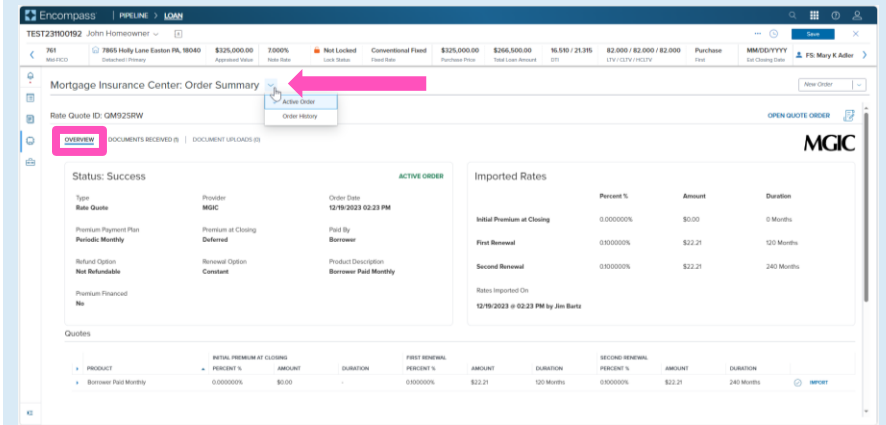 Encompass | PIPELINE > LOAN
TEST231100192 John Homeowner
Save
761 7865 Holly Lane Easton PA, 18040 $325,000.00 7.000% Not Locked Conventional Fixed $325,000.00 $266,500.00 16.510 / 21.315 82.000 / 82.000 / 82.000 Purchase MM/DD/YYYY FS: Mary K Adler
Mid-FICO Detached | Primary Appraised Value Note Rate Lock Status Fixed Rate Purchase Price Total Loan Amount DTI LTV / CLTV / HCLTV First Est Closing Date
Mortgage Insurance Center: Order Summary New Order
Active Order
Order History
Rate Quote ID: QM925RW OPEN QUOTE ORDER
OVERVIEW DOCUMENTS RECEIVED (1) | DOCUMENT UPLOADS (0) MGIC
Status: Success ACTIVE ORDER
Type Provider Order Date
Rate Quote MGIC 12/19/2023 02:23 PM
Premium Payment Plan Premium at Closing Paid By
Periodic Monthly Deferred Borrower
Refund Option Renewal Option Product Description
Not Refundable Constant Borrower Paid Monthly
Premium Financed
No
Imported Rates
Percent % Amount Duration
Initial Premium at Closing 0.000000% $0.00 0 Months
First Renewal 0.100000% $22.21 120 Months
Second Renewal 0.100000% $22.21 240 Months
Rates Imported On
12/19/2023 @ 02:23 PM by Jim Bartz
Quotes
INITIAL PREMIUM AT CLOSING FIRST RENEWAL SECOND RENEWAL
PRODUCT PERCENT % AMOUNT DURATION PERCENT % AMOUNT DURATION PERCENT % AMOUNT DURATION
Borrower Paid Monthly 0.000000% $0.00 - 0.100000% $22.21 120 Months 0.100000% $22.21 240 Months IMPORT